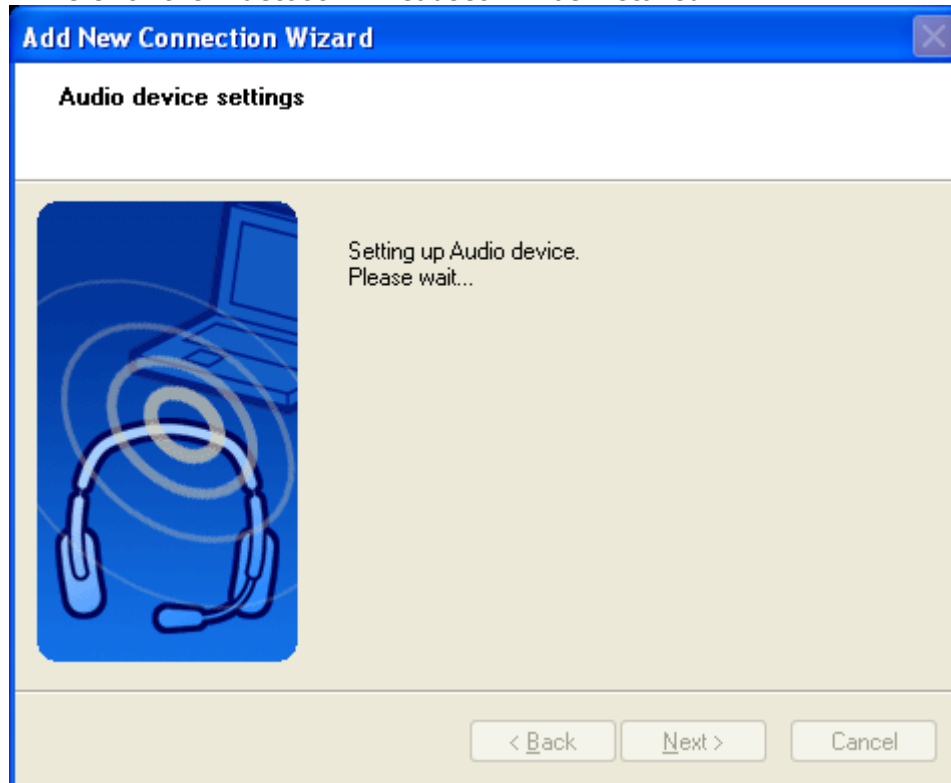 Add New Connection Wizard
Audio device settings
Setting up Audio device.
Please wait...
< Back
Next >
Cancel